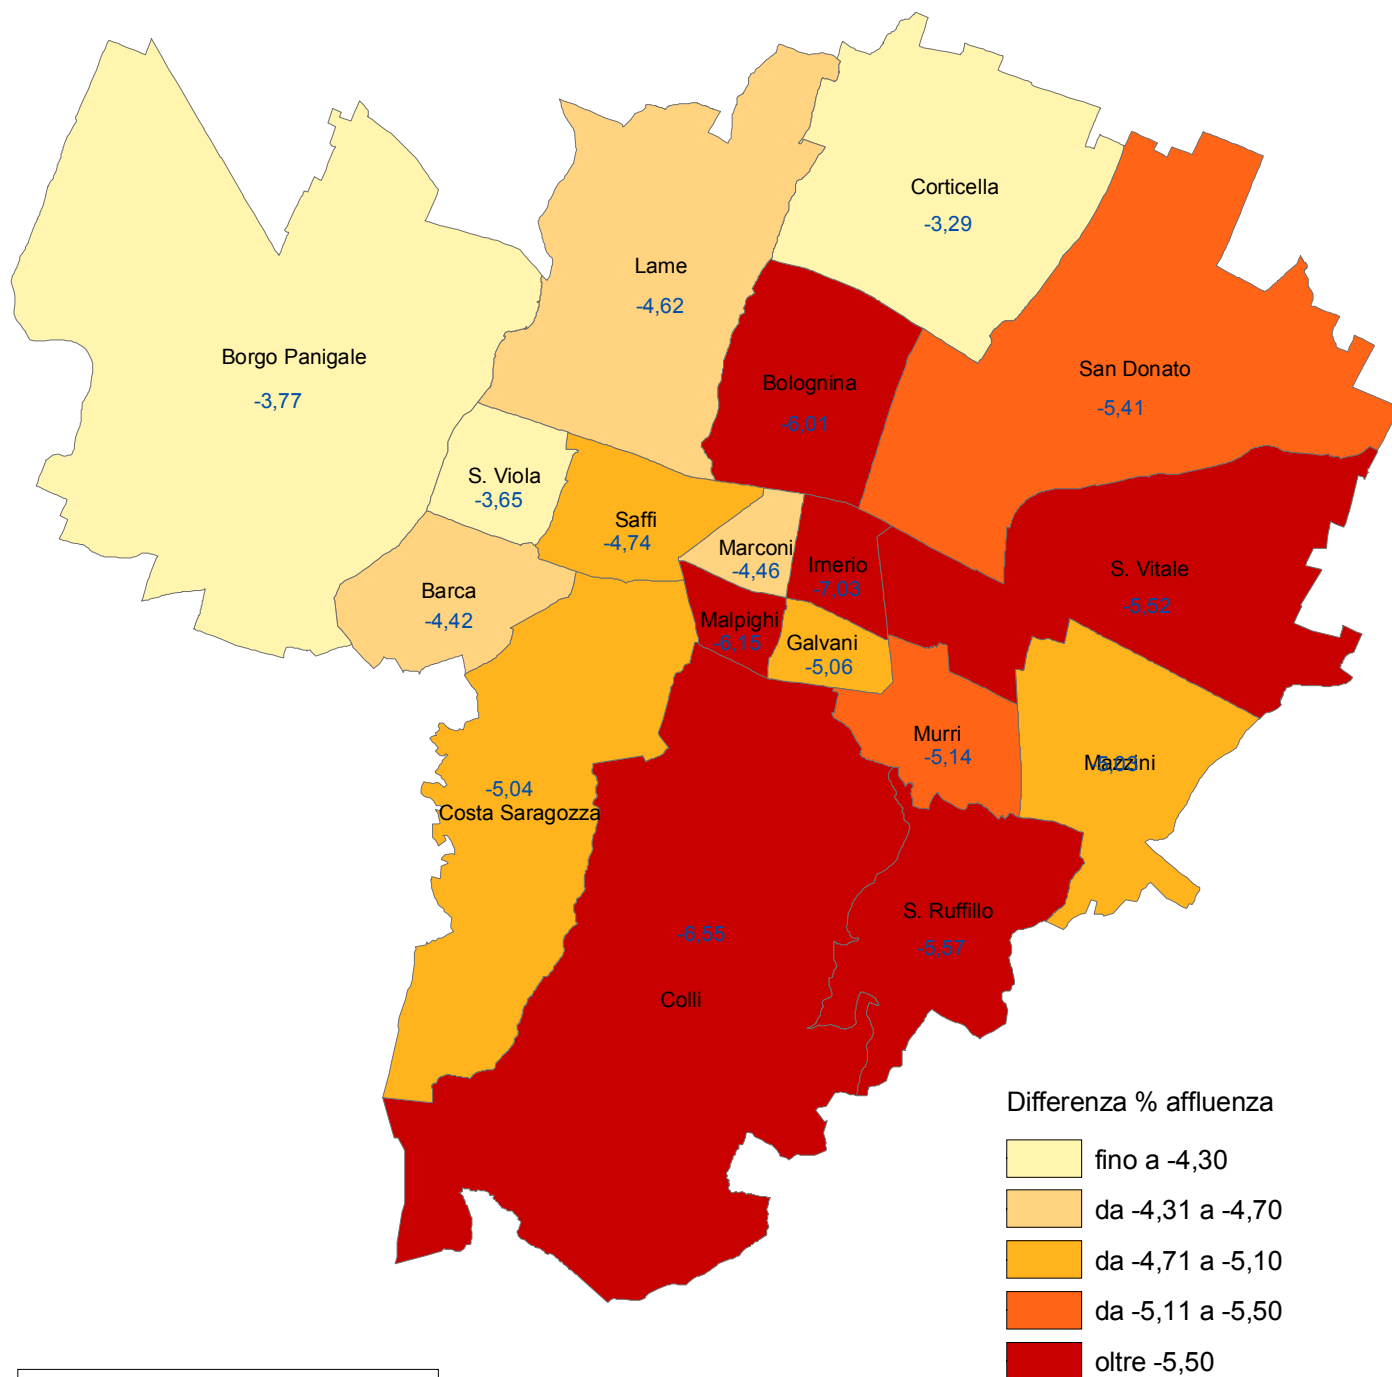 Corticella
-3,29
Lame
-4,62
Borgo Panigale
-3,77
San Donato
-5,41
Bolognina
-6,01
S. Viola
-3,65
Saffi
-4,74
Marconi
-4,46
Irnerio
-7,03
S. Vitale
-5,52
Barca
-4,42
Malpighi
-6,15
Galvani
-5,06
Murri
-5,14
Mazzini
-5,04
Costa Saragozza
S. Ruffillo
-5,57
-6,55
Colli
Differenza % affluenza
fino a -4,30
da -4,31 a -4,70
da -4,71 a -5,10
da -5,11 a -5,50
oltre -5,50